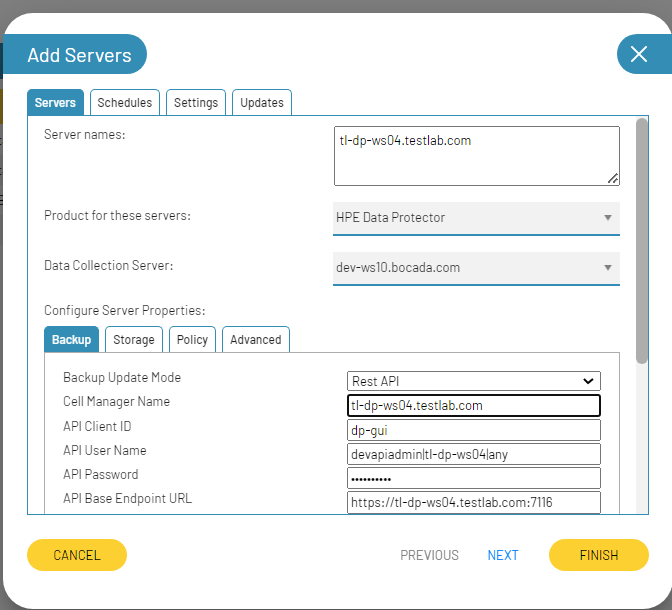 Add Servers
Servers Schedules Settings Updates
Server names: tl-dp-ws04.testlab.com
Product for these servers: HPE Data Protector
Data Collection Server: dev-ws10.bocada.com
Configure Server Properties:
Backup Storage Policy Advanced
Backup Update Mode Rest API
Cell Manager Name tl-dp-ws04.testlab.com
API Client ID dp-gui
API User Name devapiadmin|tl-dp-ws04|any
API Password ••••••••••
API Base Endpoint URL https://tl-dp-ws04.testlab.com:7116
CANCEL PREVIOUS NEXT FINISH